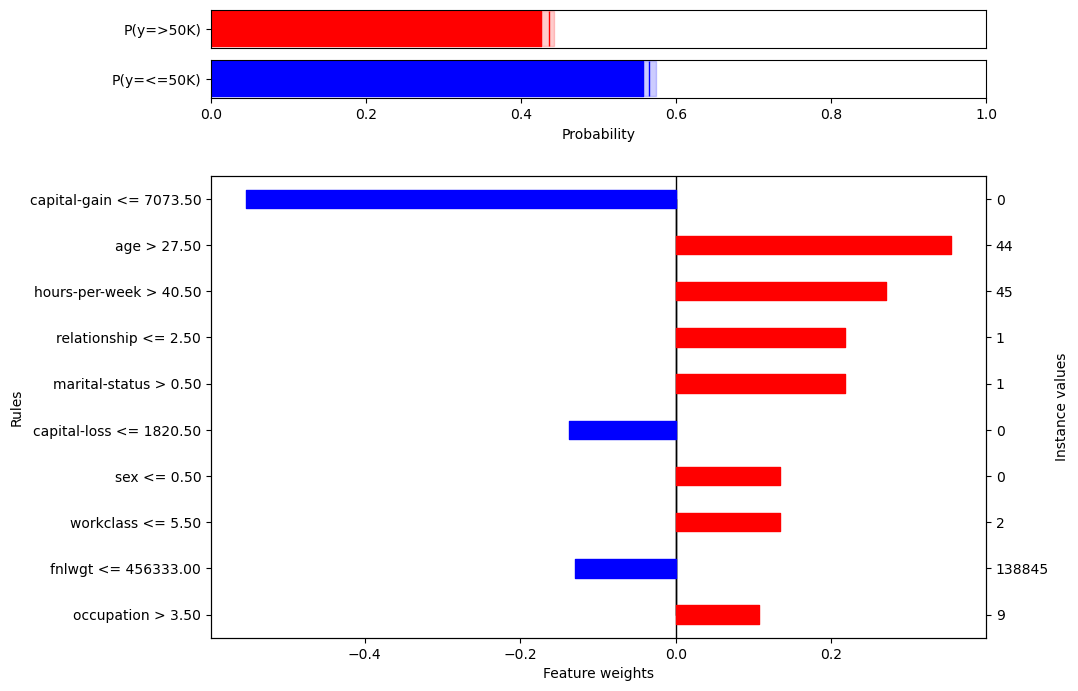 P(y=>50K)
P(y=<=50K)
0.0 0.2 0.4 0.6 0.8 1.0
Probability
capital-gain <= 7073.50 0
age > 27.50 44
hours-per-week > 40.50 45
relationship <= 2.50 1
marital-status > 0.50 1
capital-loss <= 1820.50 0
sex <= 0.50 0
workclass <= 5.50 2
fnlwgt <= 456333.00 138845
occupation > 3.50 9
Rules
Instance values
−0.4 −0.2 0.0 0.2
Feature weights